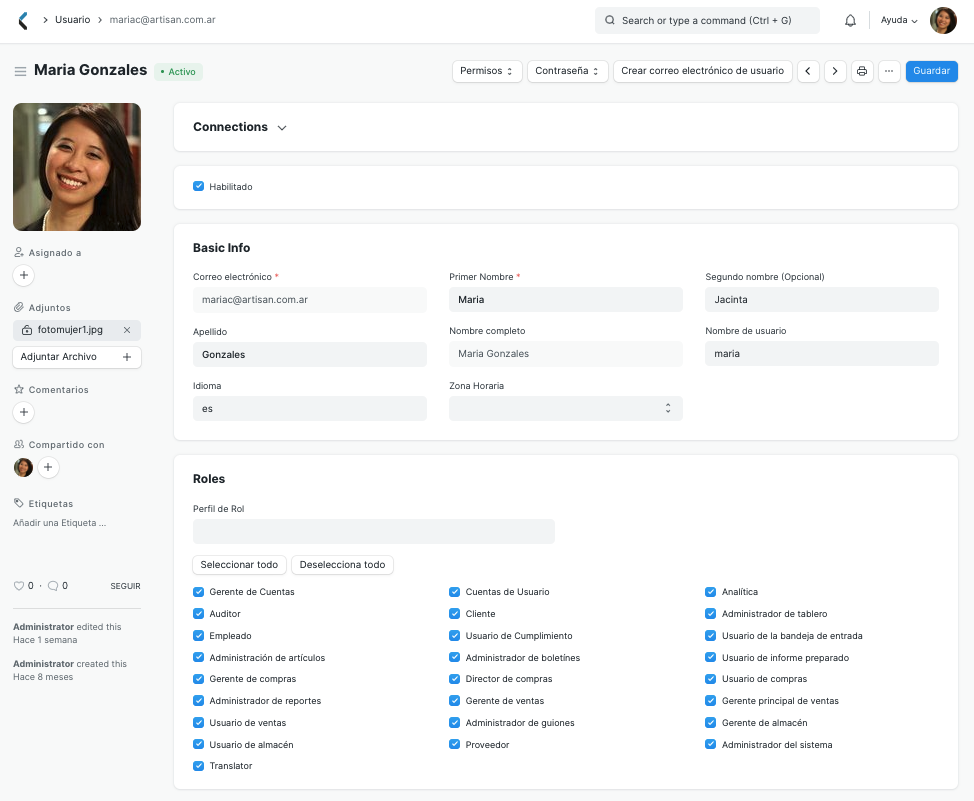 Usuario
mariac@artisan.com.ar
Search or type a command (Ctrl + G)
Ayuda
Maria Gonzales
Activo
Permisos
Contraseña
Crear correo electrónico de usuario
Guardar
Connections
Habilitado
Asignado a
Adjuntos
fotomujer1.jpg
Adjuntar Archivo
Comentarios
Compartido con
Etiquetas
Añadir una Etiqueta ...
0 · 0 SEGUIR
Administrator edited this
Hace 1 semana
Administrator created this
Hace 8 meses
Basic Info
Correo electrónico *
mariac@artisan.com.ar
Primer Nombre *
Maria
Segundo nombre (Opcional)
Jacinta
Apellido
Gonzales
Nombre completo
Maria Gonzales
Nombre de usuario
maria
Idioma
es
Zona Horaria
Roles
Perfil de Rol
Seleccionar todo
Deselecciona todo
Gerente de Cuentas
Cuentas de Usuario
Analítica
Auditor
Cliente
Administrador de tablero
Empleado
Usuario de Cumplimiento
Usuario de la bandeja de entrada
Administración de artículos
Administrador de boletínes
Usuario de informe preparado
Gerente de compras
Director de compras
Usuario de compras
Administrador de reportes
Gerente de ventas
Gerente principal de ventas
Usuario de ventas
Administrador de guiones
Gerente de almacén
Usuario de almacén
Proveedor
Administrador del sistema
Translator